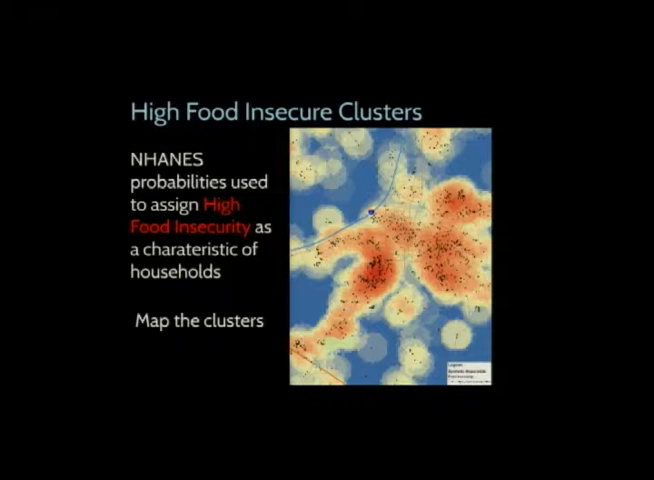 High Food Insecure Clusters
NHANES
probabilities used
to assign High
Food Insecurity as
a charateristic of
households
Map the clusters